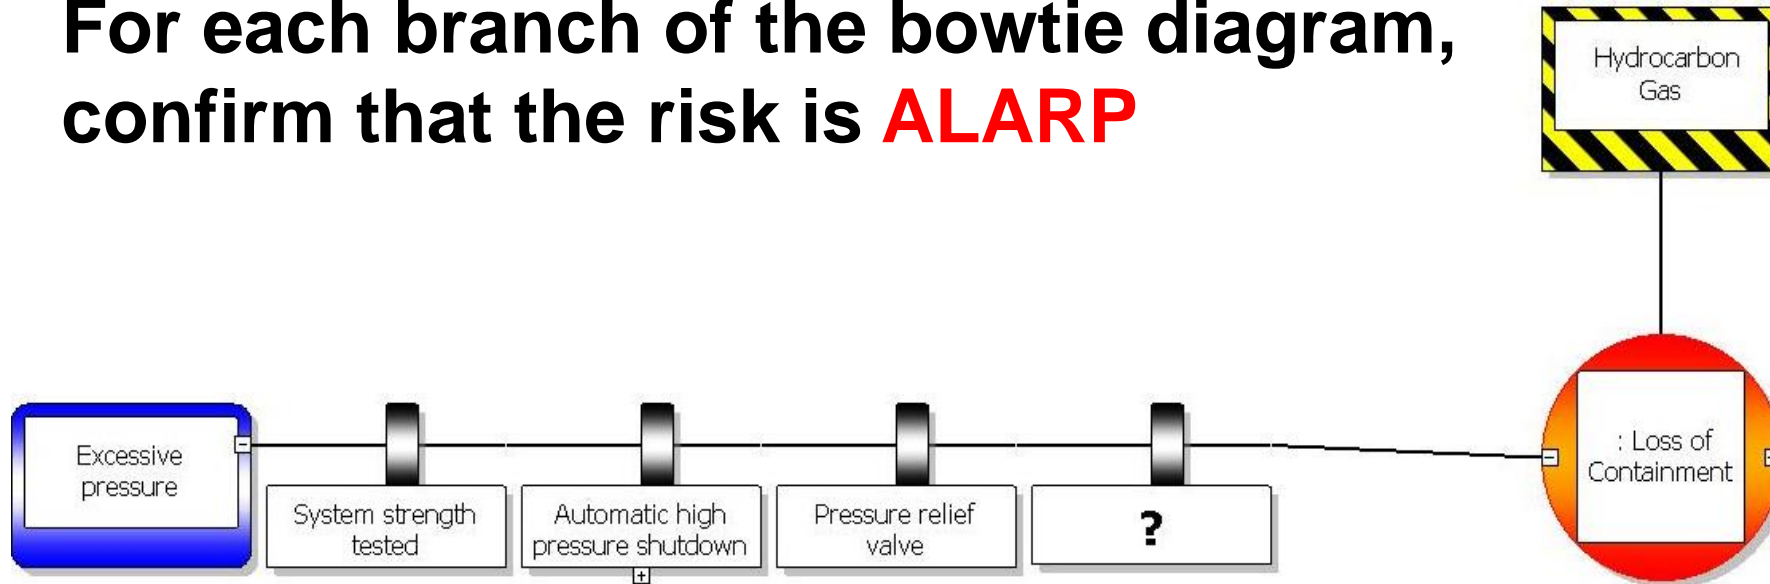 For each branch of the bowtie diagram,
confirm that the risk is ALARP
Hydrocarbon
Gas
Excessive
pressure
System strength
tested
Automatic high
pressure shutdown
Pressure relief
valve
?
: Loss of
Containment